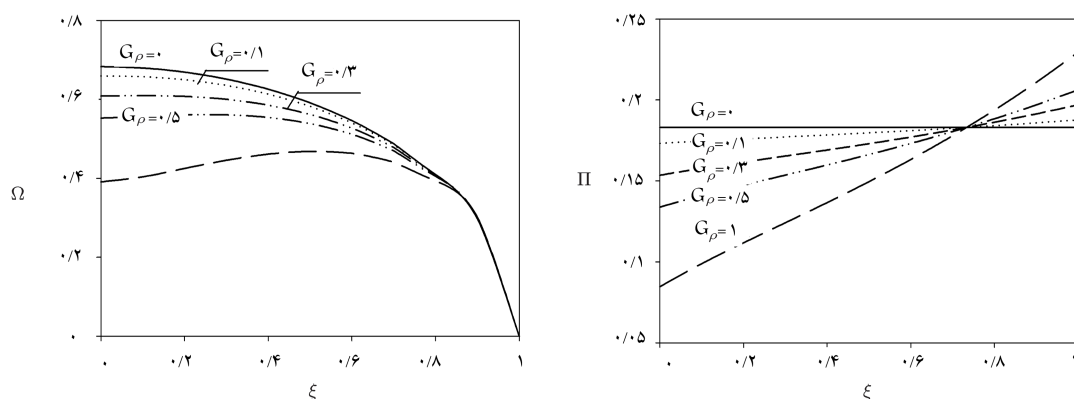 ۰/۸
G_ρ=۰
G_ρ=۰/۱
G_ρ=۰/۳
۰/۶
G_ρ=۰/۵
۰/۴
Ω
۰/۲
۰
۰ ۰/۲ ۰/۴ ۰/۶ ۰/۸ ۱
ξ
۰/۲۵
۰/۲
G_ρ=۰
G_ρ=۰/۱
G_ρ=۰/۳
۰/۱۵
Π
G_ρ=۰/۵
G_ρ=۱
۰/۱
۰/۰۵
۰ ۰/۲ ۰/۴ ۰/۶ ۰/۸
ξ